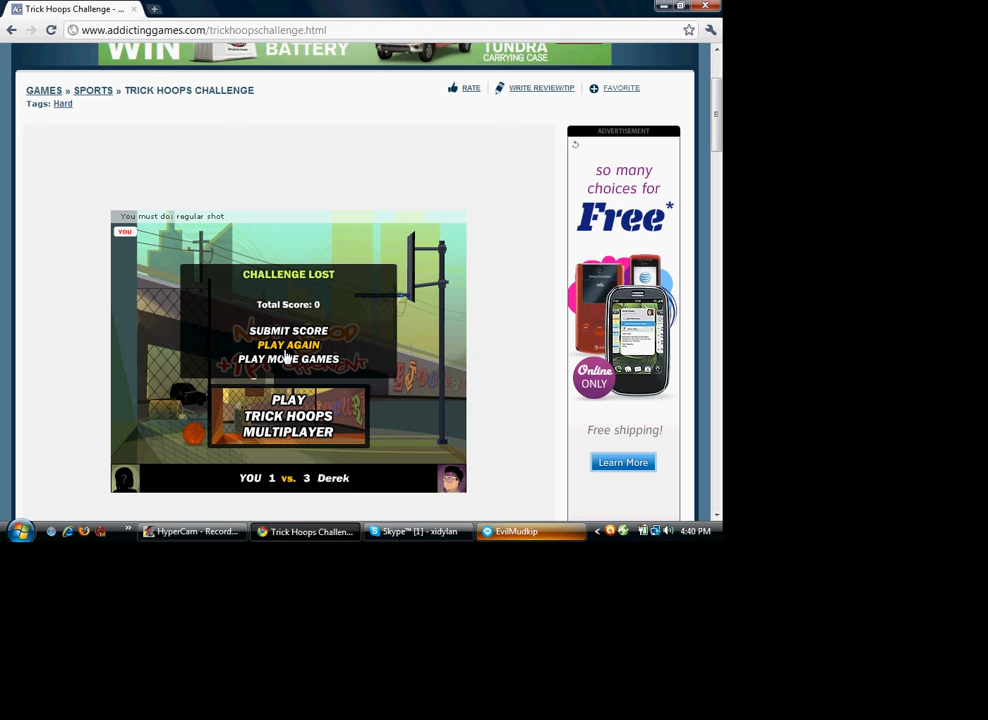 Trick Hoops Challenge - ...
www.addictinggames.com/trickhoopschallenge.html
WIN BATTERY TUNDRA
CARRYING CASE
GAMES » SPORTS » TRICK HOOPS CHALLENGE
RATE WRITE REVIEW/TIP FAVORITE
Tags: Hard
ADVERTISEMENT
so many
choices for
Free*
Online
ONLY
Free shipping!
Learn More
You must do: regular shot
YOU
CHALLENGE LOST
Total Score: 0
SUBMIT SCORE
PLAY AGAIN
PLAY MORE GAMES
PLAY
TRICK HOOPS
MULTIPLAYER
YOU 1 vs. 3 Derek
HyperCam - Record... Trick Hoops Challen... Skype™ [1] - xidylan EvilMudkip 4:40 PM